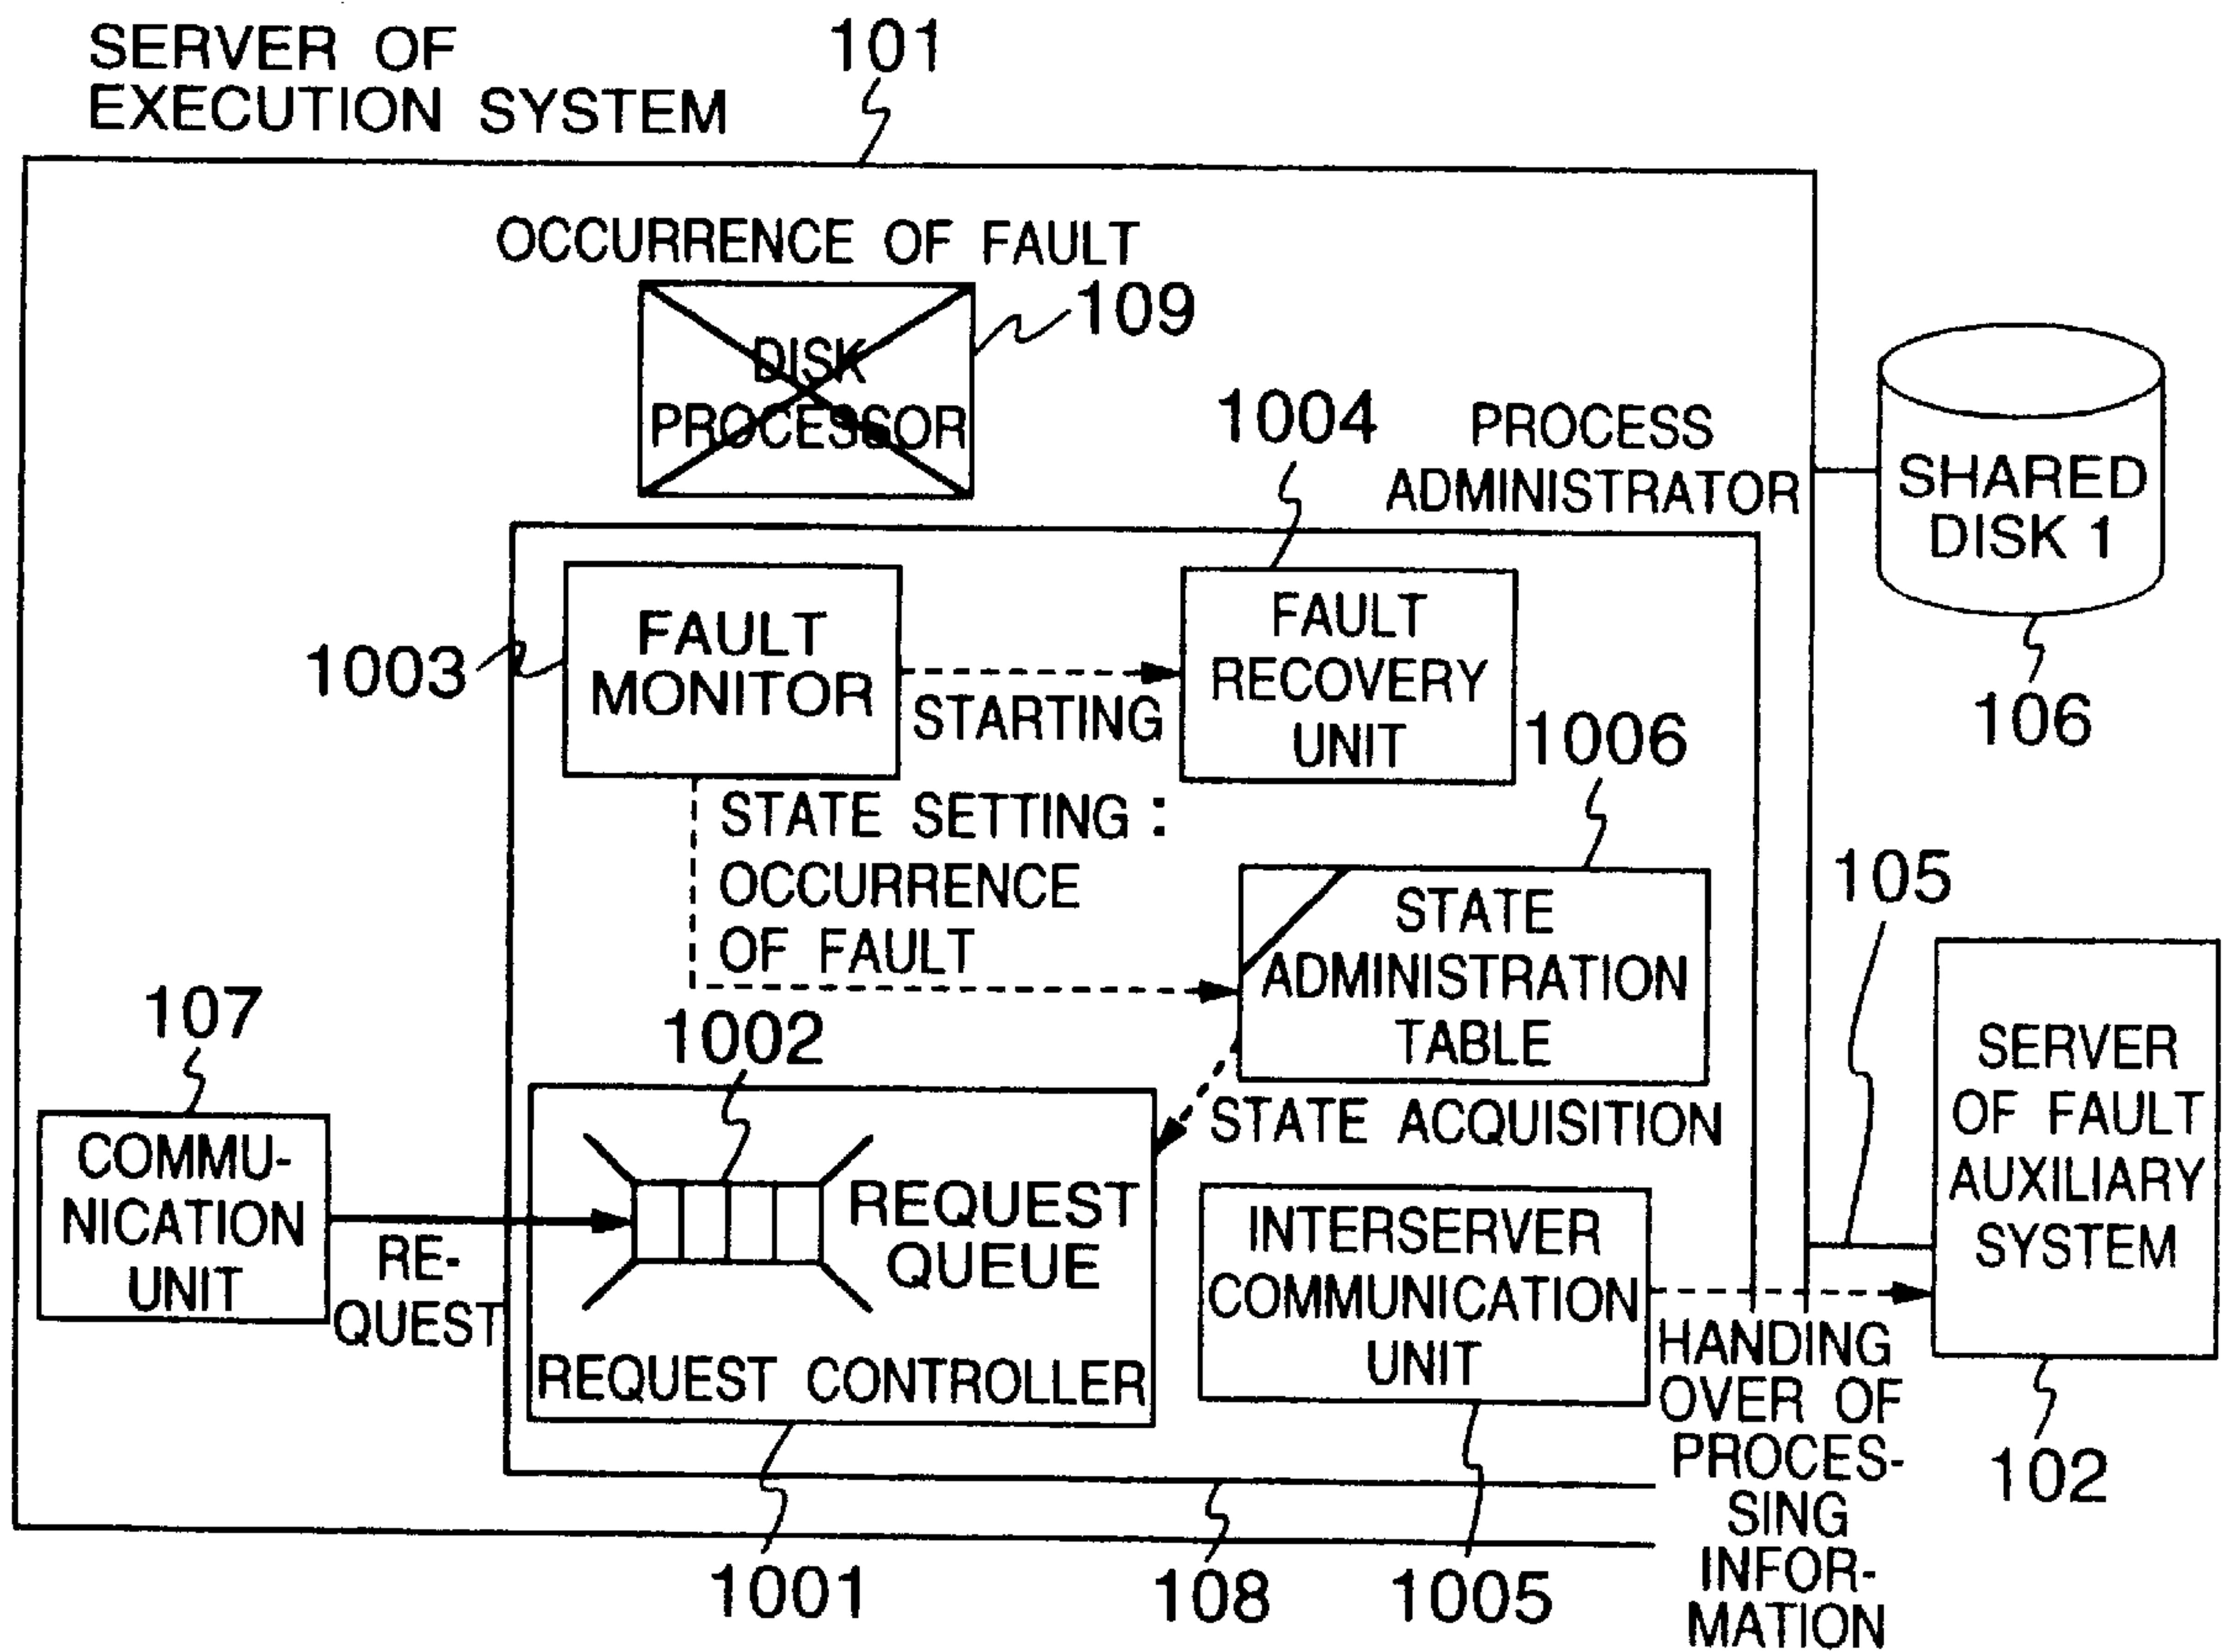 SERVER OF
EXECUTION SYSTEM
101
OCCURRENCE OF FAULT
109
DISK
PROCESSOR
1004
PROCESS
ADMINISTRATOR
SHARED
DISK 1
106
1003
FAULT
MONITOR
STARTING
FAULT
RECOVERY
UNIT
1006
STATE SETTING :
OCCURRENCE
OF FAULT
STATE
ADMINISTRATION
TABLE
105
107
1002
COMMU-
NICATION
UNIT
RE-
QUEST
REQUEST
QUEUE
REQUEST CONTROLLER
STATE ACQUISITION
INTERSERVER
COMMUNICATION
UNIT
SERVER
OF FAULT
AUXILIARY
SYSTEM
HANDING
OVER OF
PROCES-
SING
INFOR-
MATION
102
1001
108
1005